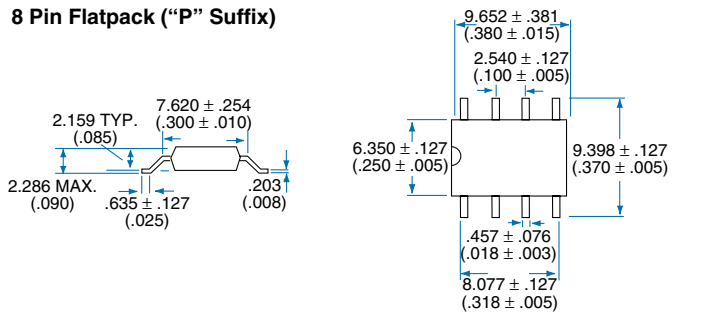 8 Pin Flatpack (“P” Suffix)
9.652 ± .381
(.380 ± .015)
2.540 ± .127
(.100 ± .005)
7.620 ± .254
(.300 ± .010)
2.159 TYP.
(.085)
2.286 MAX.
(.090)
.635 ± .127
(.025)
.203
(.008)
6.350 ± .127
(.250 ± .005)
9.398 ± .127
(.370 ± .005)
.457 ± .076
(.018 ± .003)
8.077 ± .127
(.318 ± .005)